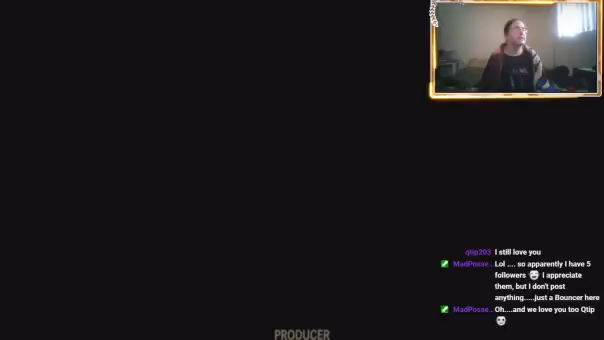 qtip203 I still love you
MadPosse... Lol .... so apparently I have 5
followers I appreciate
them, but I don't post
anything.....just a Bouncer here
MadPosse... Oh....and we love you too Qtip
PRODUCER